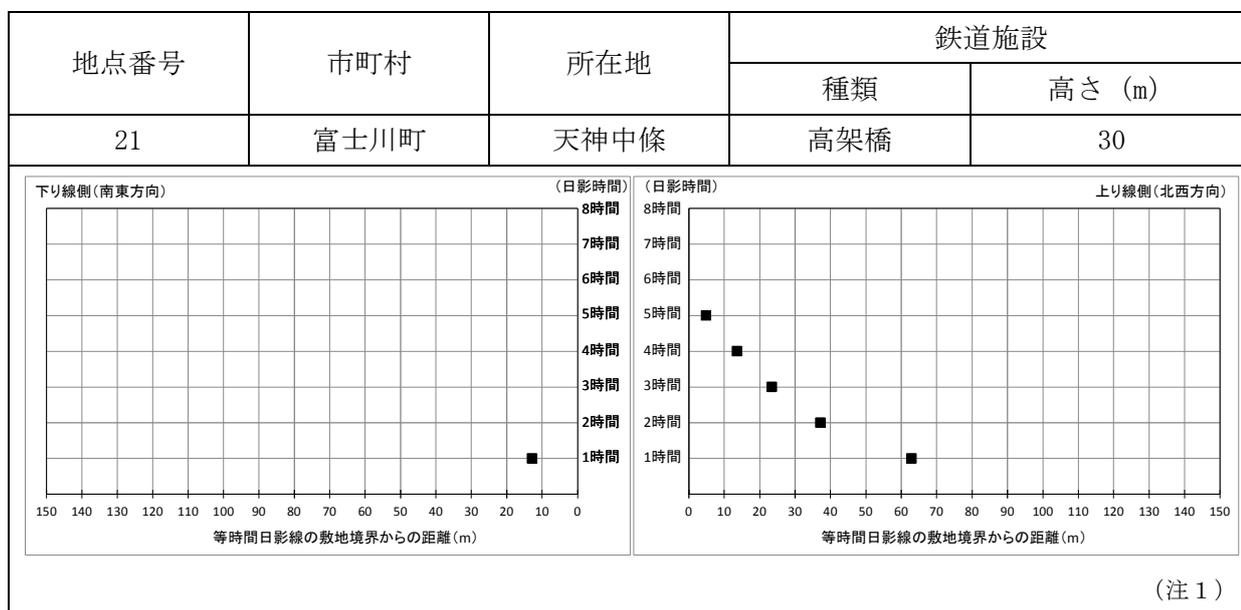 地点番号 市町村 所在地 鉄道施設
種類 高さ (m)
21 富士川町 天神中條 高架橋 30
下り線側(南東方向) (日影時間)
8時間
7時間
6時間
5時間
4時間
3時間
2時間
1時間
150 140 130 120 110 100 90 80 70 60 50 40 30 20 10 0
等時間日影線の敷地境界からの距離(m)
(日影時間) 上り線側(北西方向)
8時間
7時間
6時間
5時間
4時間
3時間
2時間
1時間
0 10 20 30 40 50 60 70 80 90 100 110 120 130 140 150
等時間日影線の敷地境界からの距離(m)
(注1)